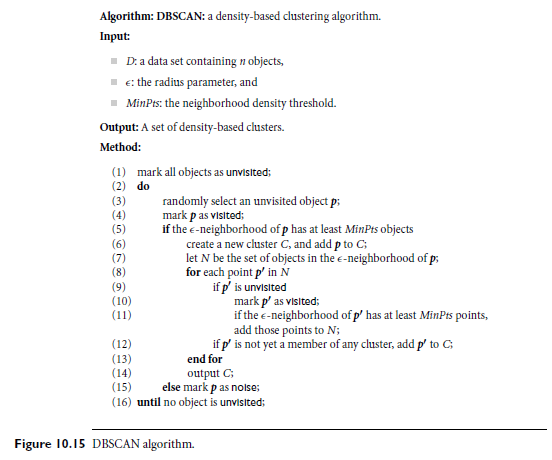 Algorithm: DBSCAN: a density-based clustering algorithm.
Input:
D: a data set containing n objects,
ϵ: the radius parameter, and
MinPts: the neighborhood density threshold.
Output: A set of density-based clusters.
Method:
(1) mark all objects as unvisited;
(2) do
(3) randomly select an unvisited object p;
(4) mark p as visited;
(5) if the ϵ-neighborhood of p has at least MinPts objects
(6) create a new cluster C, and add p to C;
(7) let N be the set of objects in the ϵ-neighborhood of p;
(8) for each point p′ in N
(9) if p′ is unvisited
(10) mark p′ as visited;
(11) if the ϵ-neighborhood of p′ has at least MinPts points,
add those points to N;
(12) if p′ is not yet a member of any cluster, add p′ to C;
(13) end for
(14) output C;
(15) else mark p as noise;
(16) until no object is unvisited;
Figure 10.15 DBSCAN algorithm.